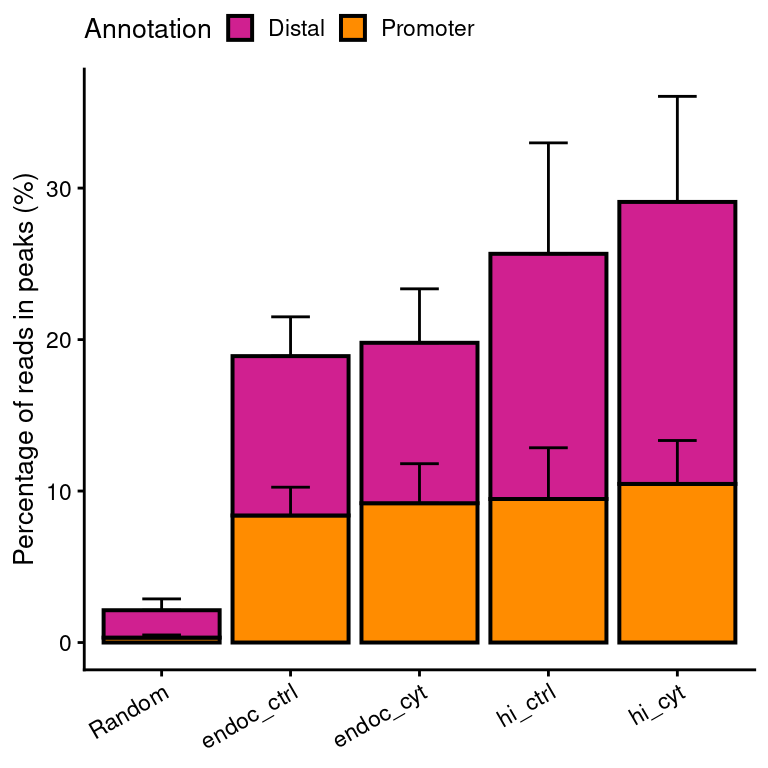 Annotation Distal Promoter
Percentage of reads in peaks (%)
30
20
10
0
Random
endoc_ctrl
endoc_cyt
hi_ctrl
hi_cyt